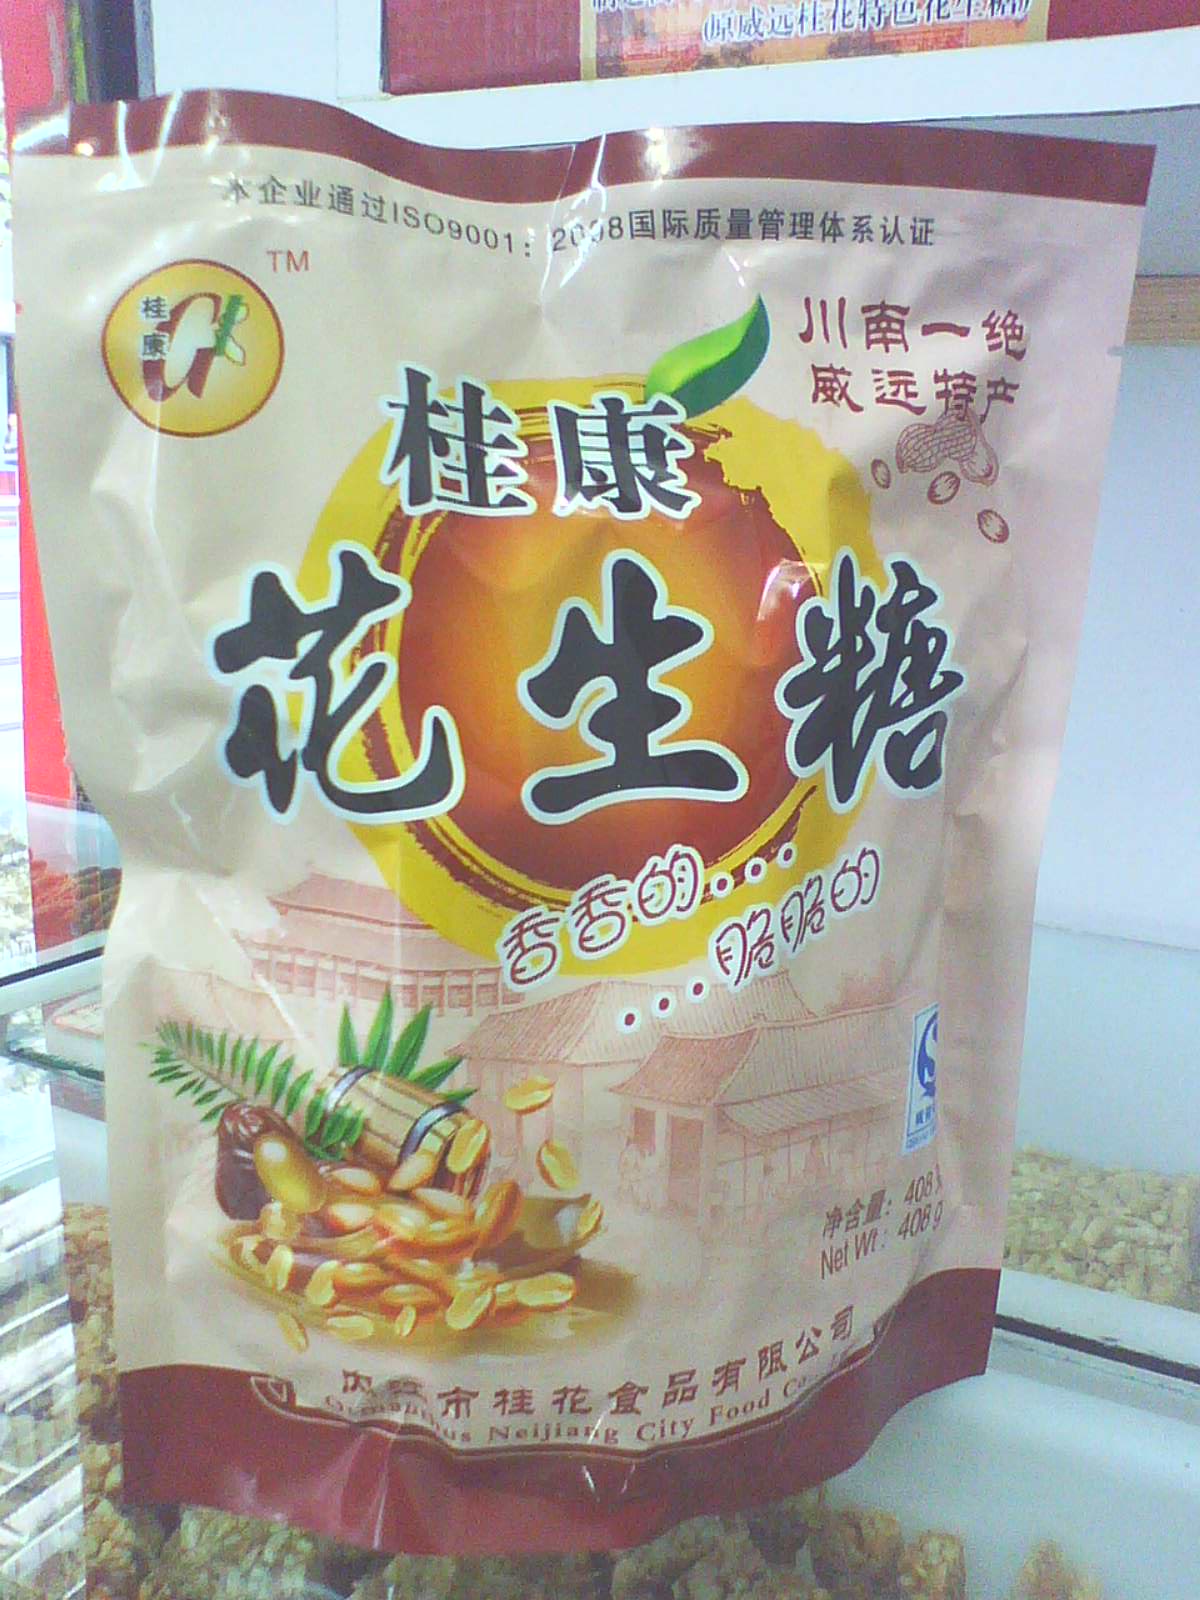 (原威远桂花特色花生糖)
本企业通过ISO9001：2008国际质量管理体系认证
TM
桂康
川南一绝
威远特产
桂康
花生糖
香香的...
...脆脆的
净含量：408
Net Wt：408g
内江市桂花食品有限公司
Neijiang City Food Co.